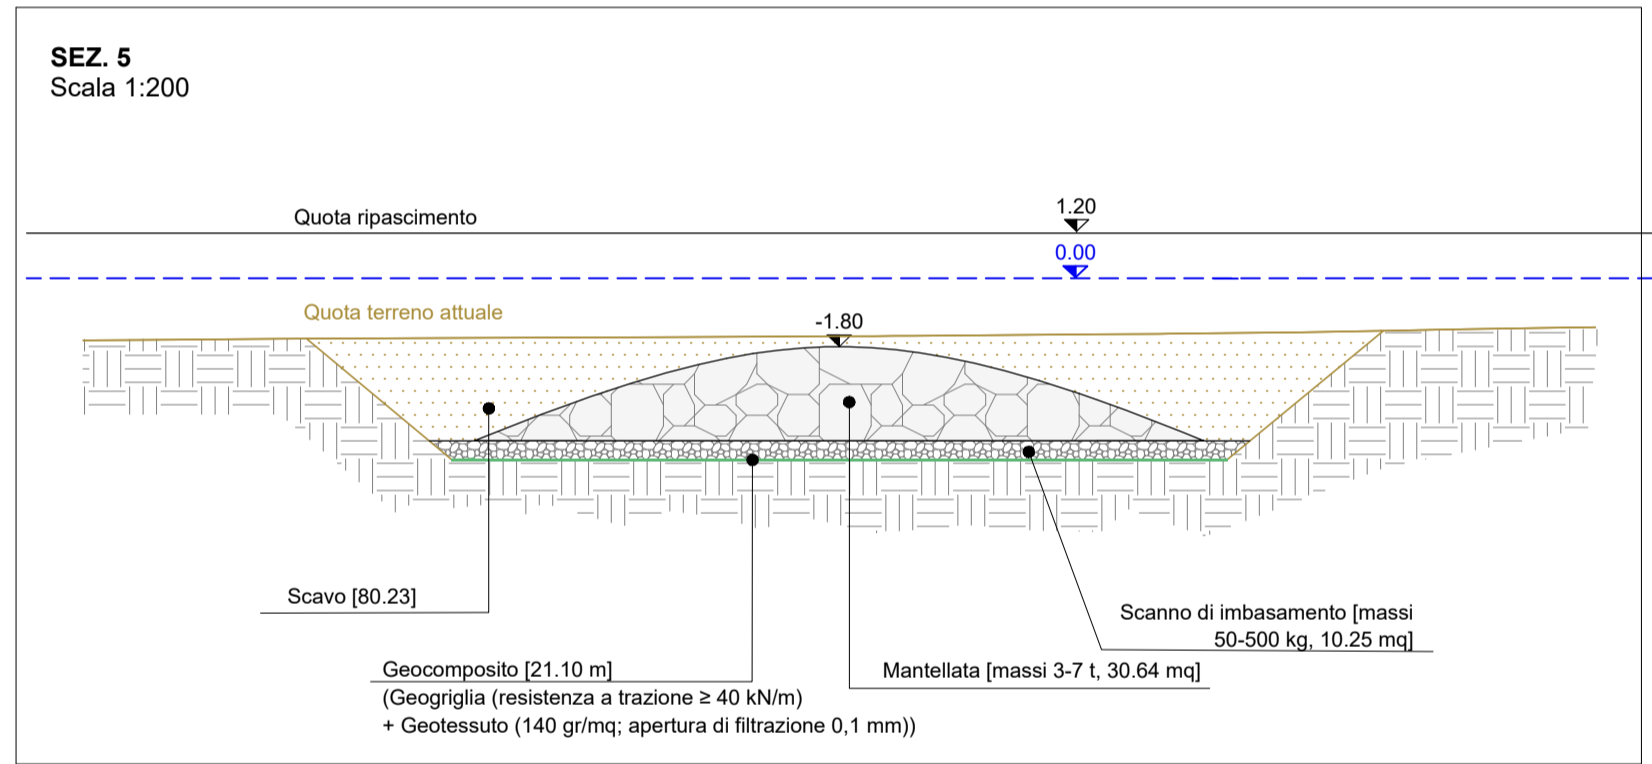 SEZ. 5
Scala 1:200
Quota ripascimento
1.20
0.00
Quota terreno attuale
-1.80
Scavo [80.23]
Scanno di imbasamento [massi
50-500 kg, 10.25 mq]
Geocomposito [21.10 m]
(Geogriglia (resistenza a trazione ≥ 40 kN/m)
+ Geotessuto (140 gr/mq; apertura di filtrazione 0,1 mm))
Mantellata [massi 3-7 t, 30.64 mq]